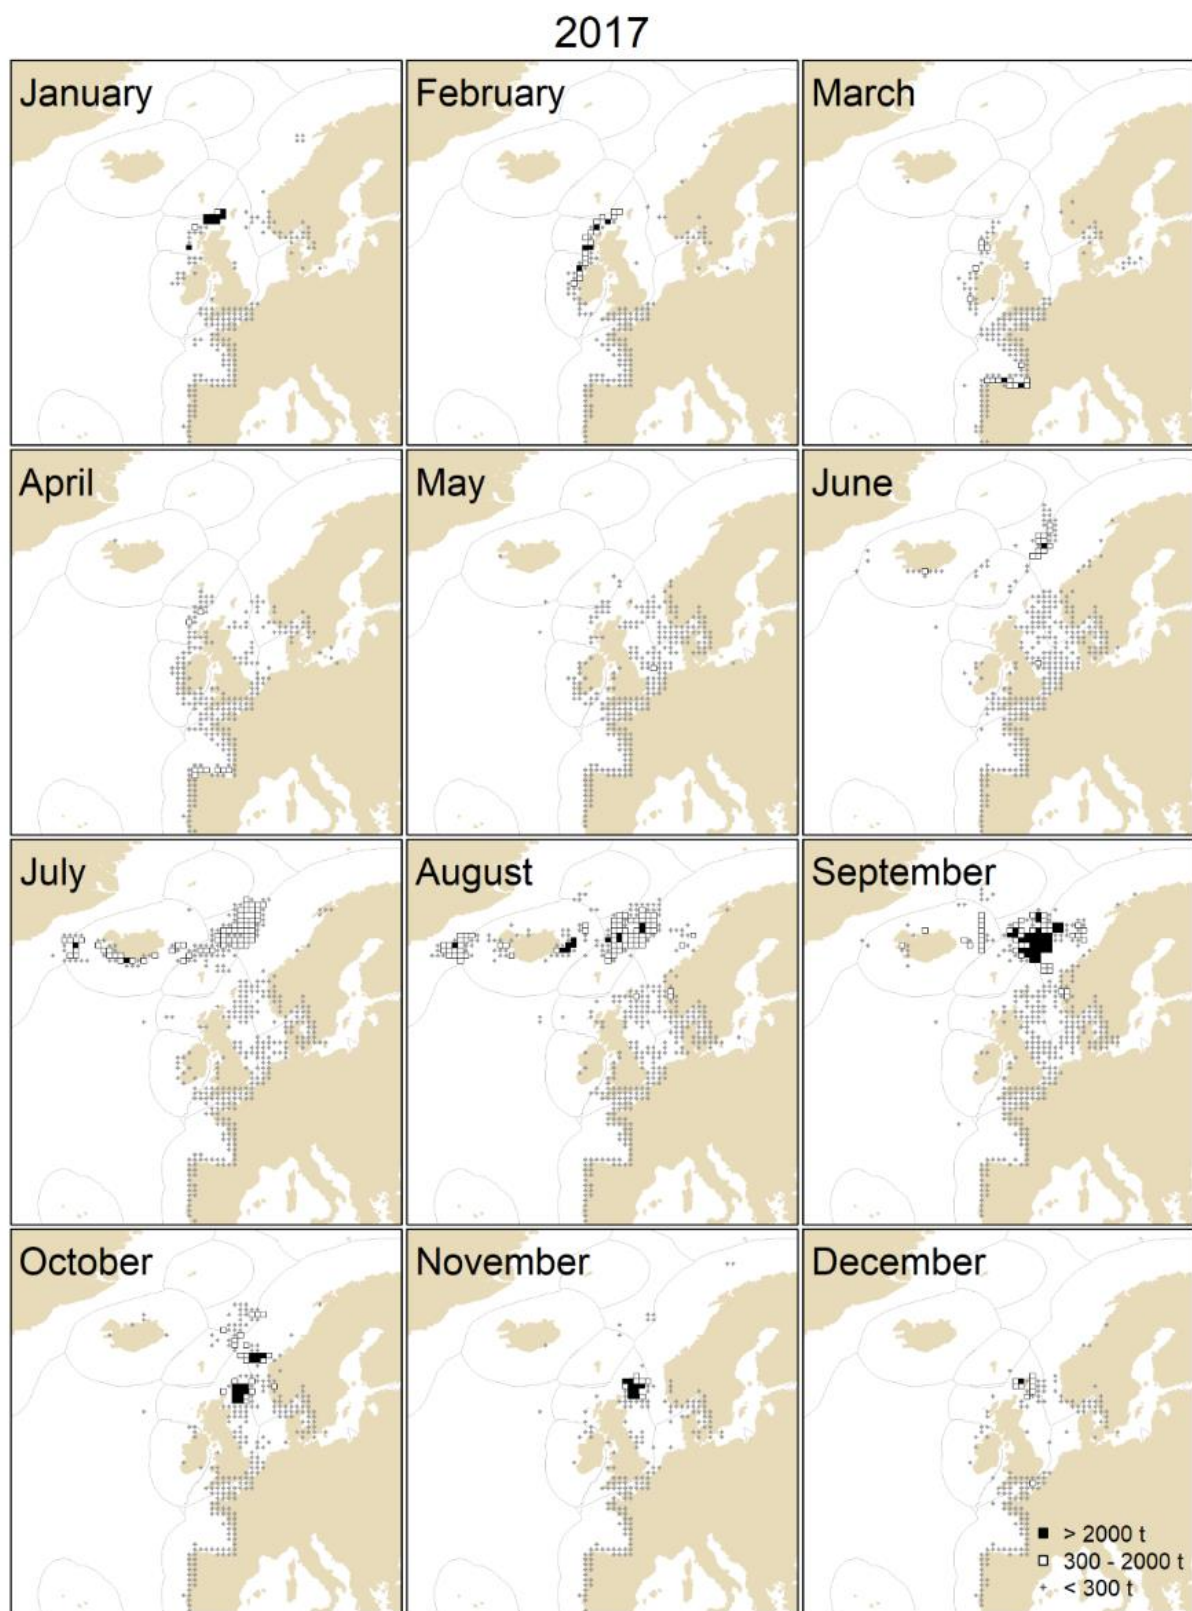 2017
January
February
March
April
May
June
July
August
September
October
November
December
> 2000 t
300 - 2000 t
< 300 t